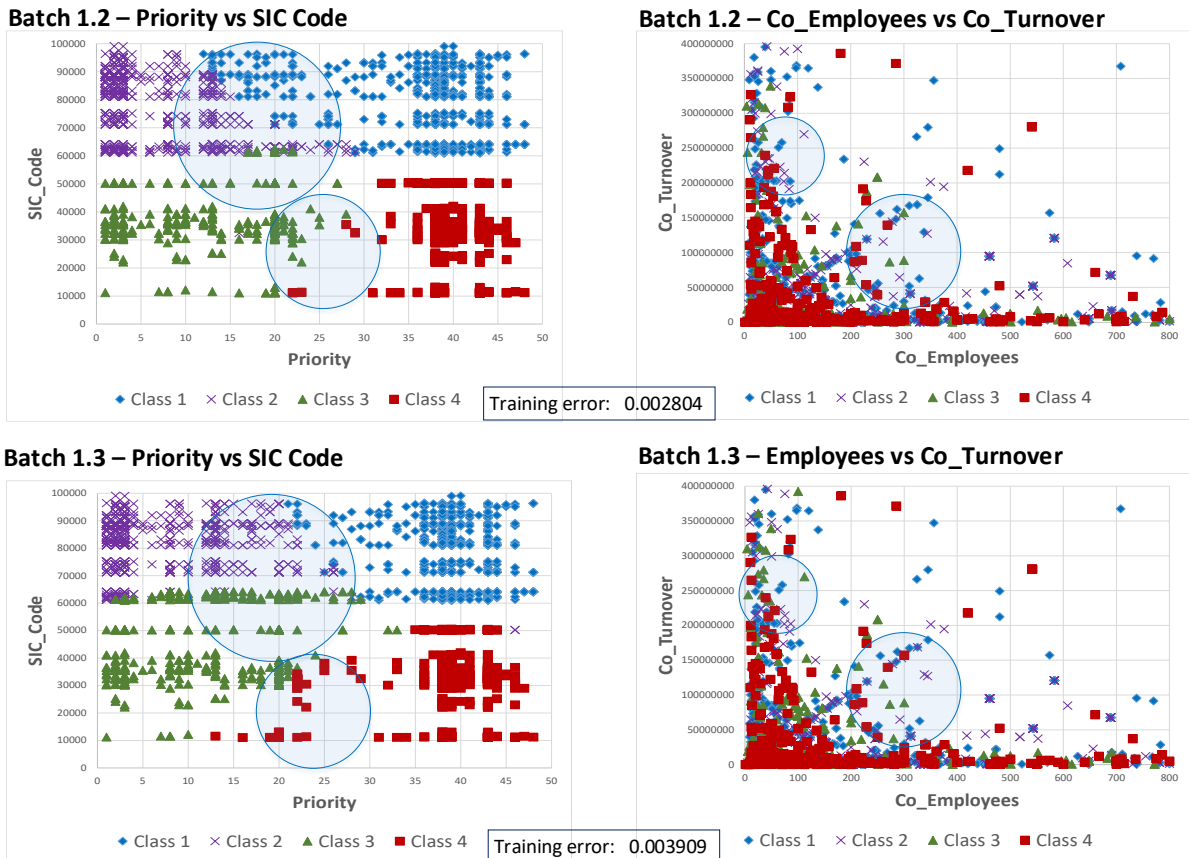 Batch 1.2 – Priority vs SIC Code
100000
90000
80000
70000
60000
50000
40000
30000
20000
10000
0
SIC_Code
0 5 10 15 20 25 30 35 40 45 50
Priority
Class 1 Class 2 Class 3 Class 4
Batch 1.2 – Co_Employees vs Co_Turnover
400000000
350000000
300000000
250000000
200000000
150000000
100000000
50000000
0
Co_Turnover
0 100 200 300 400 500 600 700 800
Co_Employees
Class 1 Class 2 Class 3 Class 4
Training error: 0.002804
Batch 1.3 – Priority vs SIC Code
100000
90000
80000
70000
60000
50000
40000
30000
20000
10000
0
SIC_Code
0 5 10 15 20 25 30 35 40 45 50
Priority
Class 1 Class 2 Class 3 Class 4
Batch 1.3 – Employees vs Co_Turnover
400000000
350000000
300000000
250000000
200000000
150000000
100000000
50000000
0
Co_Turnover
0 100 200 300 400 500 600 700 800
Co_Employees
Class 1 Class 2 Class 3 Class 4
Training error: 0.003909